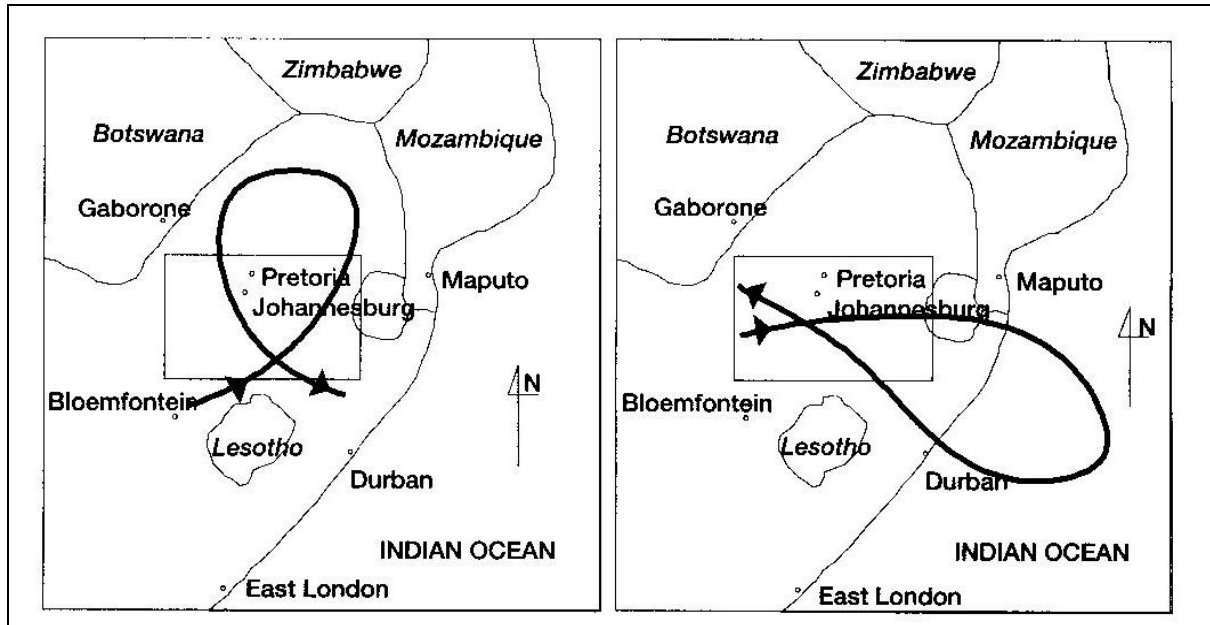 Zimbabwe
Botswana
Mozambique
Gaborone
Pretoria
Maputo
Johannesburg
N
Bloemfontein
Lesotho
Durban
INDIAN OCEAN
East London
Zimbabwe
Botswana
Mozambique
Gaborone
Pretoria
Maputo
Johannesburg
N
Bloemfontein
Lesotho
Durban
INDIAN OCEAN
East London